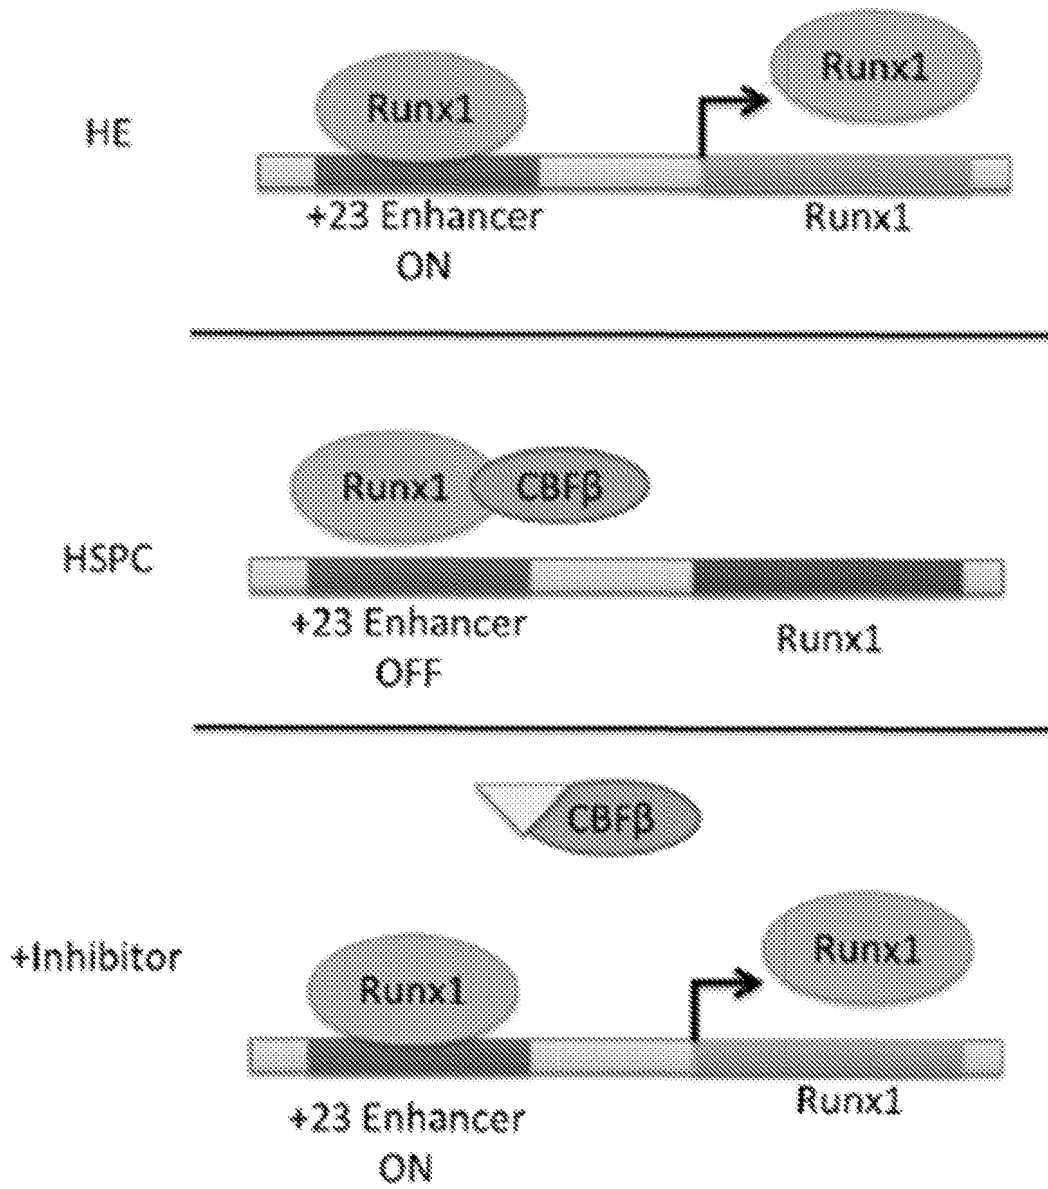 Runx1
Runx1
HE
+23 Enhancer
ON
Runx1
Runx1
CBFβ
HSPC
+23 Enhancer
OFF
Runx1
CBFβ
+Inhibitor
Runx1
Runx1
+23 Enhancer
ON
Runx1